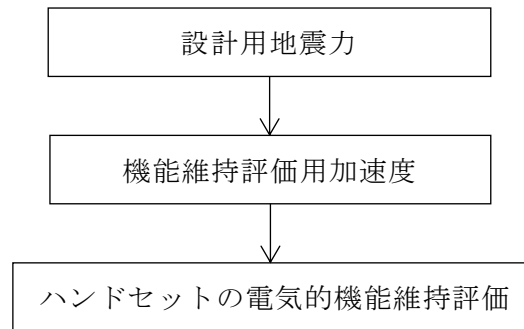 設計用地震力
機能維持評価用加速度
ハンドセットの電気的機能維持評価